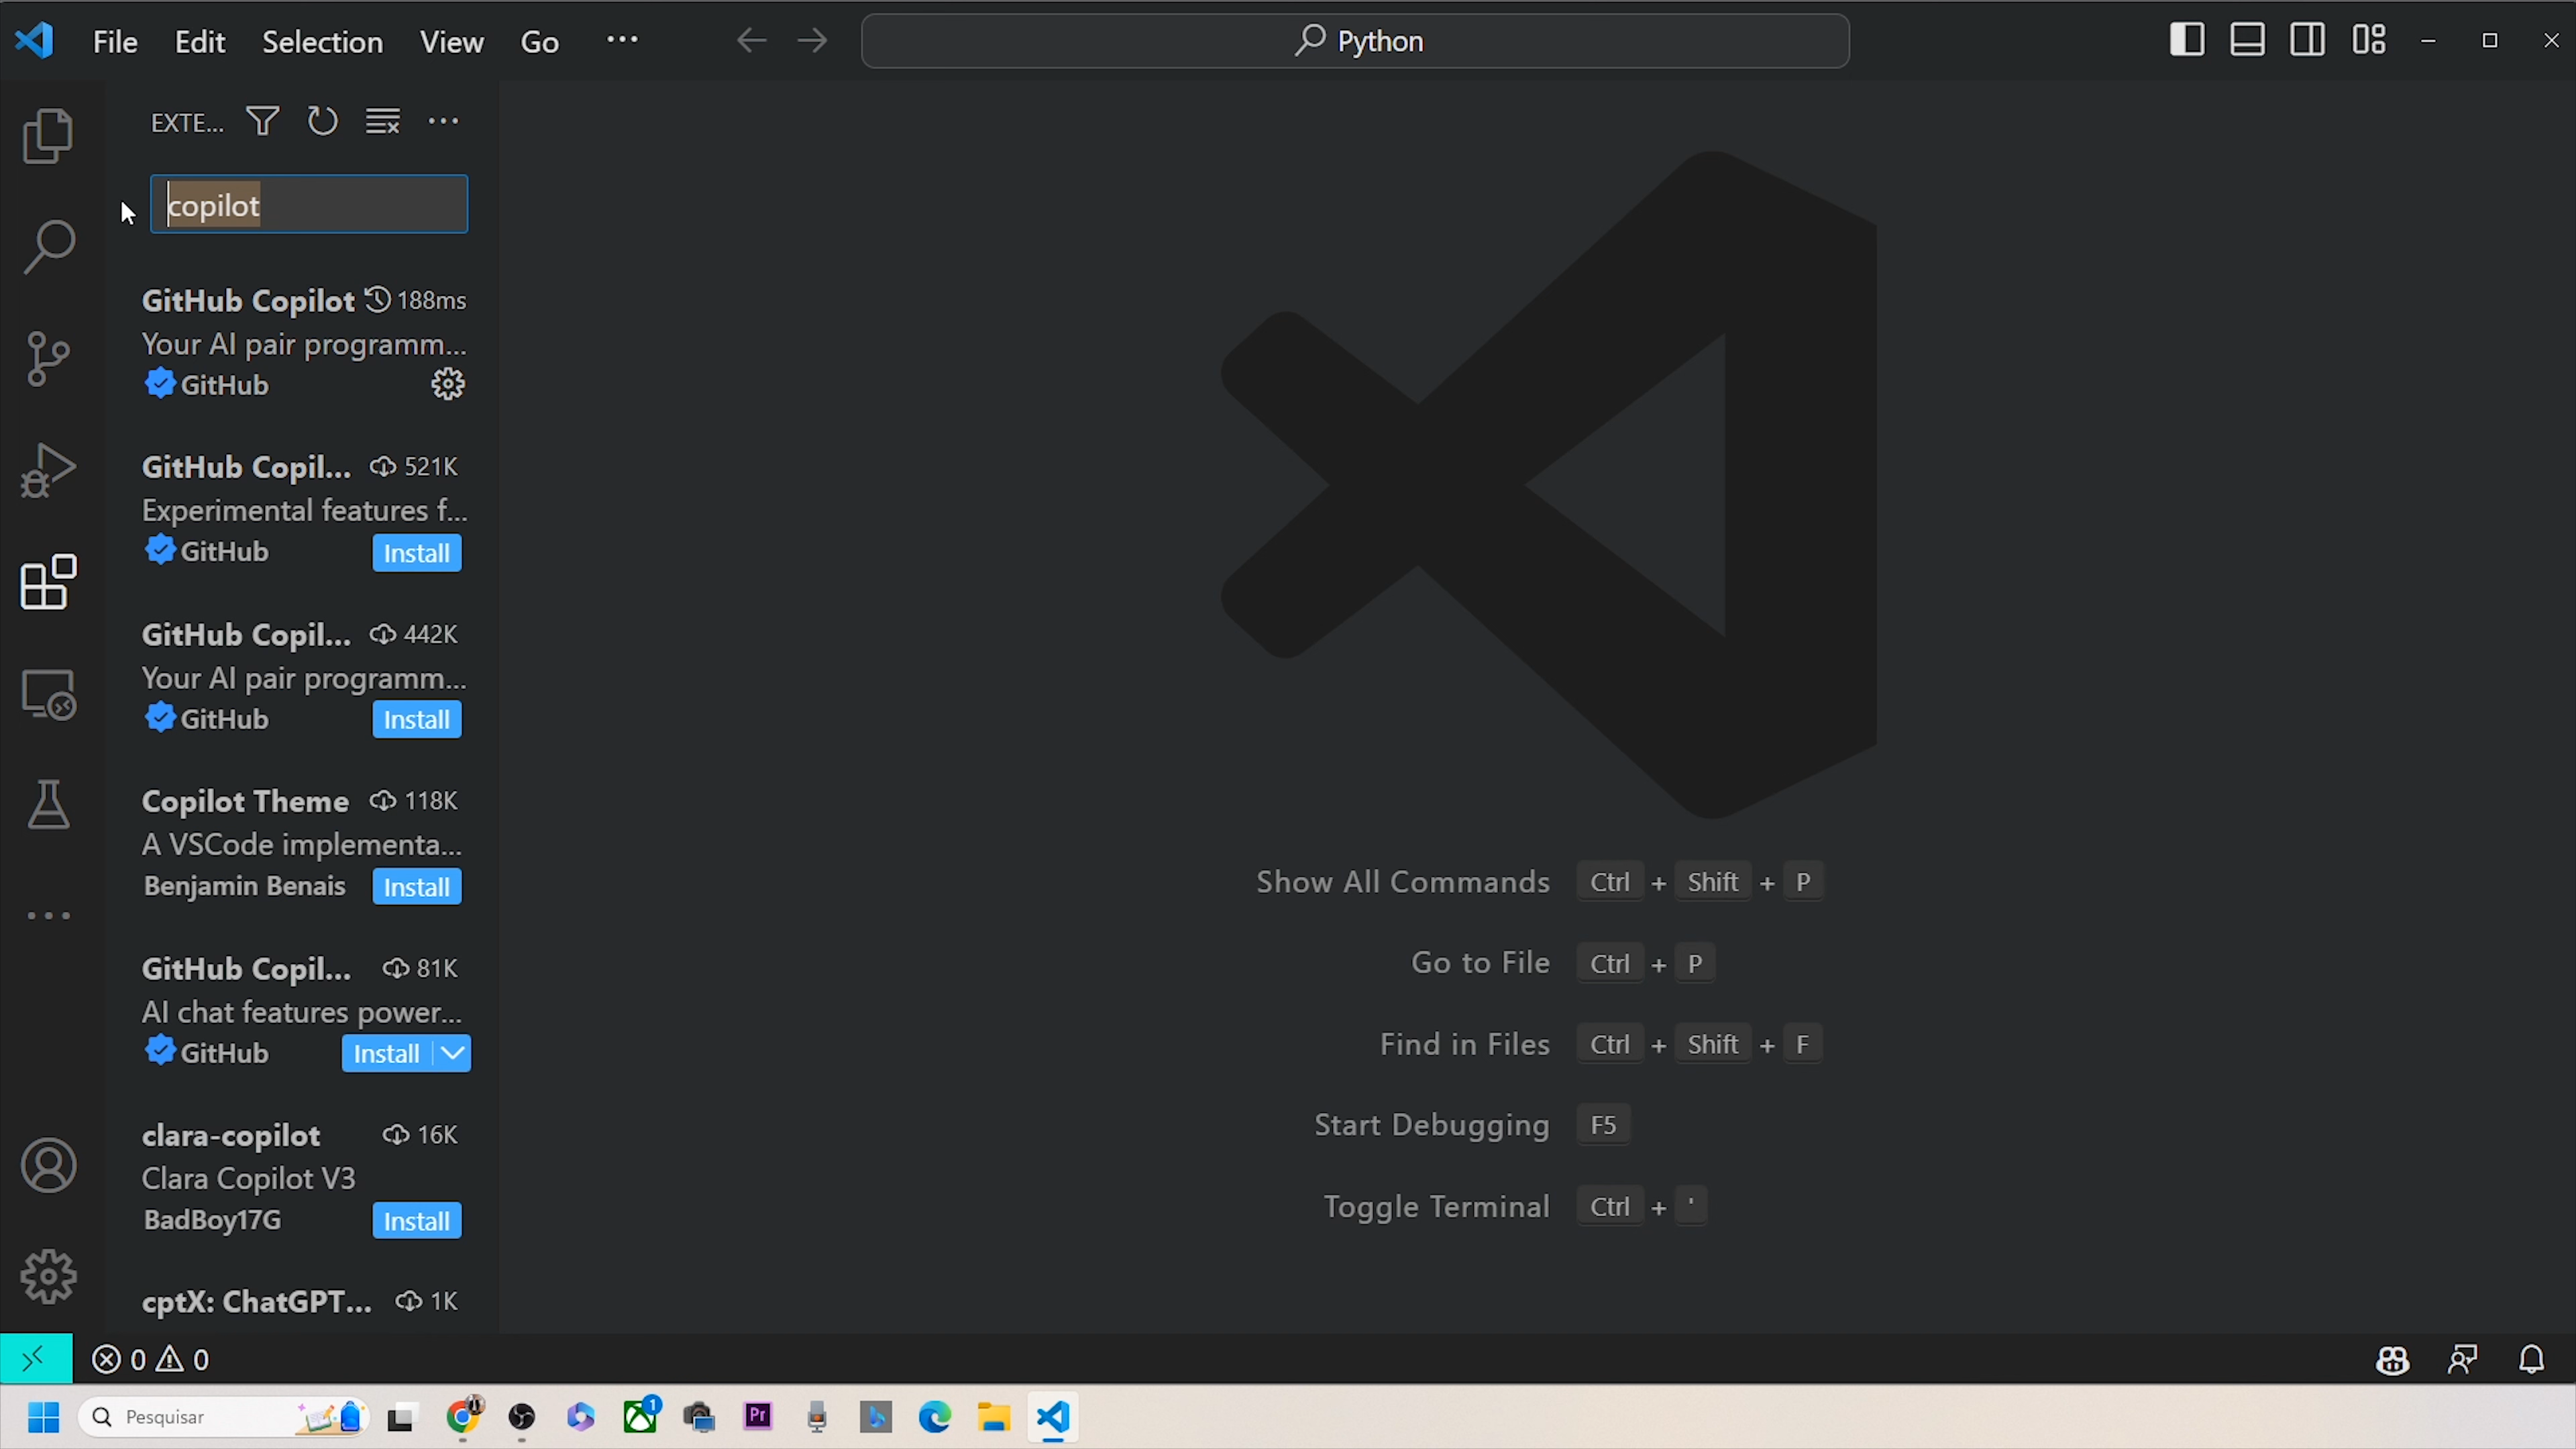 File Edit Selection View Go ··· Python
EXTE...
copilot
GitHub Copilot 188ms
Your AI pair programm...
GitHub
GitHub Copil... 521K
Experimental features f...
GitHub Install
GitHub Copil... 442K
Your AI pair programm...
GitHub Install
Copilot Theme 118K
A VSCode implementa...
Benjamin Benais Install
GitHub Copil... 81K
AI chat features power...
GitHub Install
clara-copilot 16K
Clara Copilot V3
BadBoy17G Install
cptX: ChatGPT... 1K
Show All Commands Ctrl + Shift + P
Go to File Ctrl + P
Find in Files Ctrl + Shift + F
Start Debugging F5
Toggle Terminal Ctrl + '
0 0
Pesquisar 1 Pr